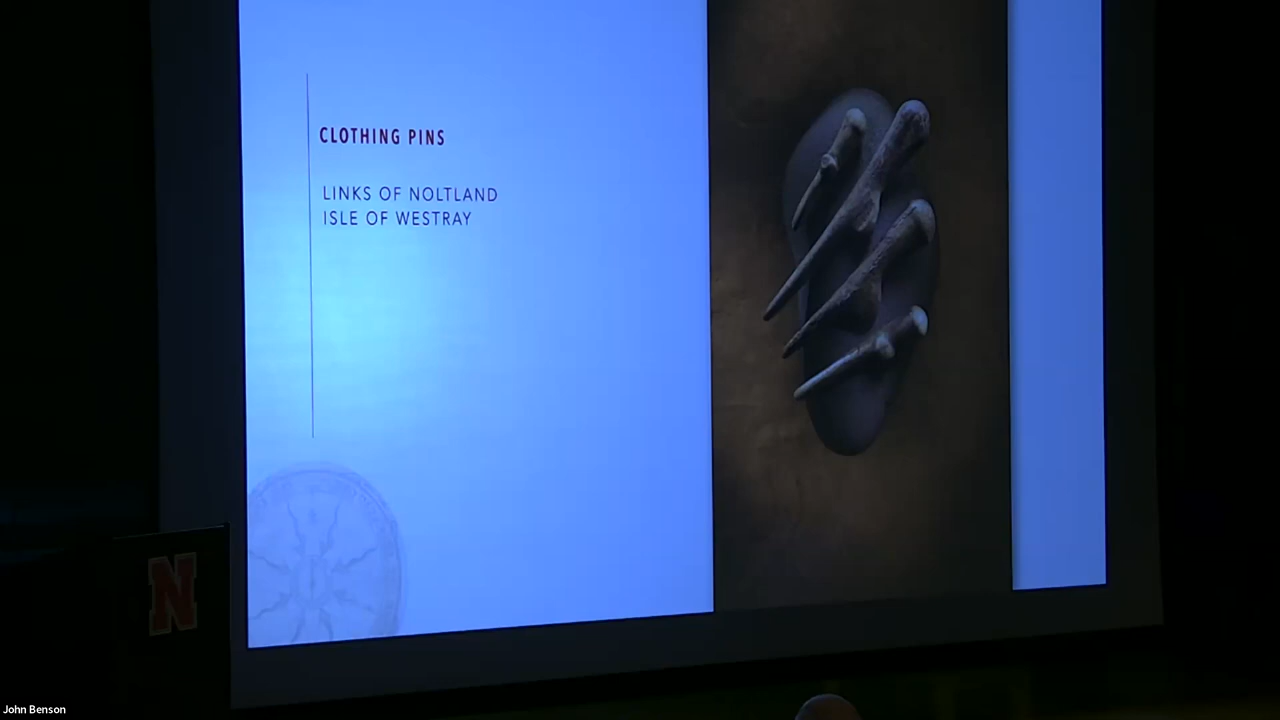 CLOTHING PINS
LINKS OF NOLTLAND
ISLE OF WESTRAY
N
John Benson